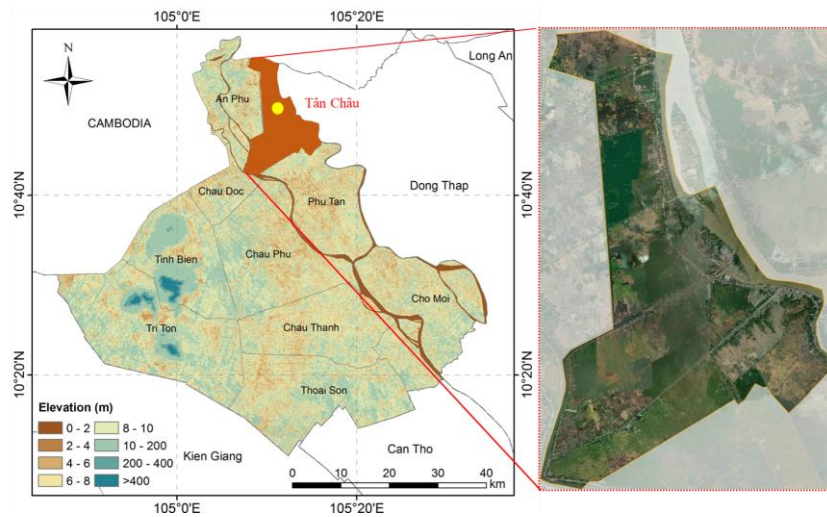 105°0'E
105°20'E
N
Long An
An Phu
Tân Châu
CAMBODIA
10°40'N
10°40'N
Chau Doc
Dong Thap
Phu Tan
Tinh Bien
Chau Phu
Cho Moi
Tri Ton
Chau Thanh
10°20'N
10°20'N
Thoai Son
Elevation (m)
0 - 2
8 - 10
2 - 4
10 - 200
4 - 6
200 - 400
6 - 8
>400
Kien Giang
Can Tho
0
10
20
30
40
km
105°0'E
105°20'E